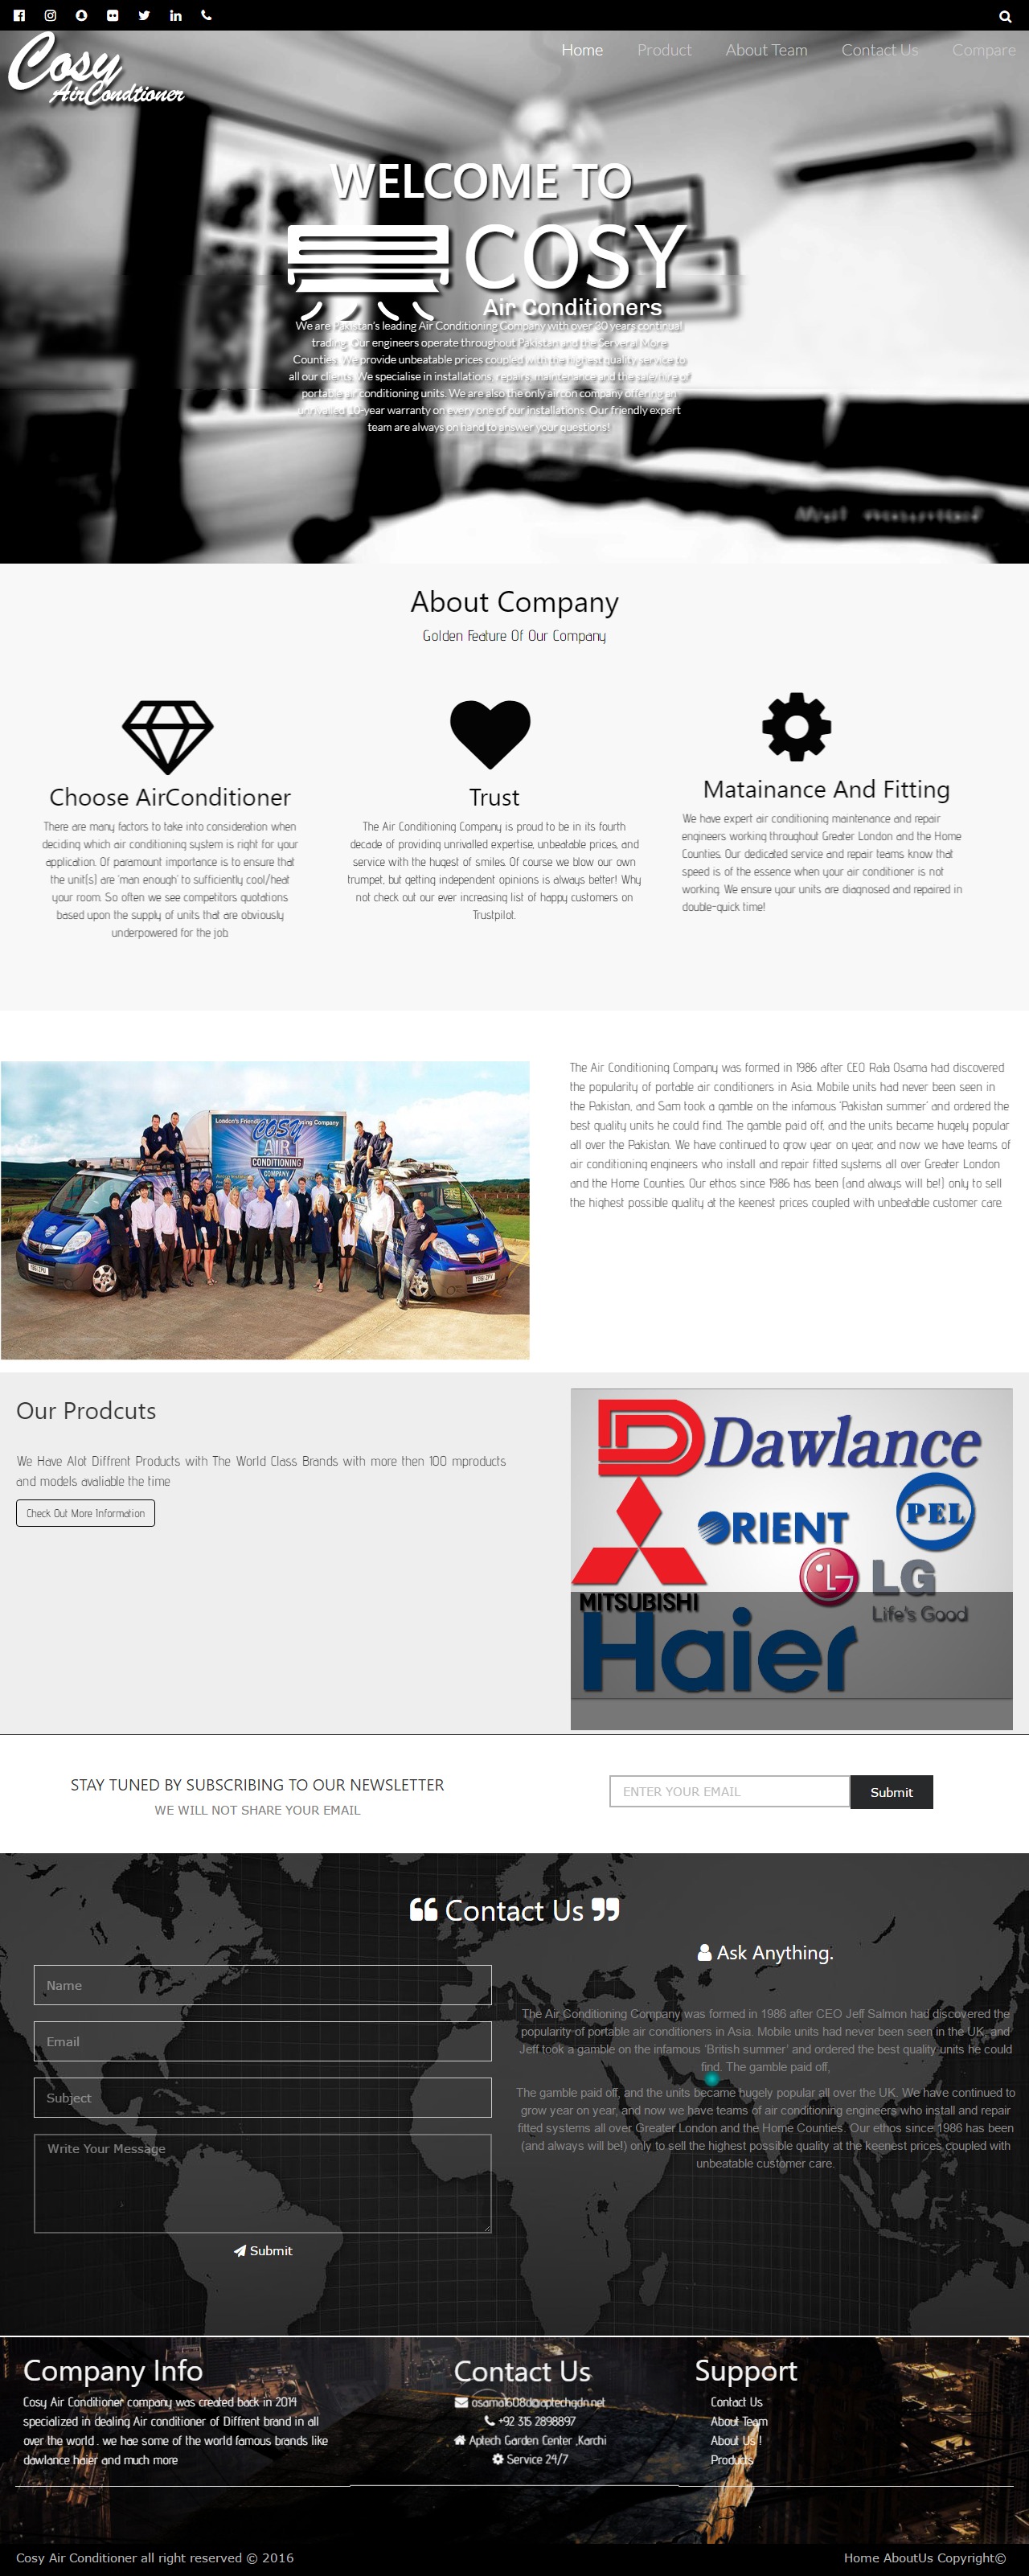 Home Product About Team Contact Us Compare
Cosy
AirCondtioner
WELCOME TO
COSY
Air Conditioners
We are Pakistan's leading Air Conditioning Company with over 30 years continual
trading. Our engineers operate throughout Pakistan and the Serveral More
Counties. We provide unbeatable prices coupled with the highest quality service to
all our clients. We specialise in installations, repairs, maintenance and the sale/hire of
portable air conditioning units. We are also the only aircon company offering an
unrivalled 10-year warranty on every one of our installations. Our friendly expert
team are always on hand to answer your questions!
About Company
Golden Feature Of Our Company
Choose AirConditioner
There are many factors to take into consideration when
deciding which air conditioning system is right for your
application. Of paramount importance is to ensure that
the unit(s) are 'man enough' to sufficiently cool/heat
your room. So often we see competitors quotations
based upon the supply of units that are obviously
underpowered for the job.
Trust
The Air Conditioning Company is proud to be in its fourth
decade of providing unrivalled expertise, unbeatable prices, and
service with the hugest of smiles. Of course we blow our own
trumpet, but getting independent opinions is always better! Why
not check out our ever increasing list of happy customers on
Trustpilot.
Matainance And Fitting
We have expert air conditioning maintenance and repair
engineers working throughout Greater London and the Home
Counties. Our dedicated service and repair teams know that
speed is of the essence when your air conditioner is not
working. We ensure your units are diagnosed and repaired in
double-quick time!
London's Friend ing Company
COSY
AIR
CONDITIONING
COMPANY
The Air Conditioning Company was formed in 1986 after CEO Raja Osama had discovered
the popularity of portable air conditioners in Asia. Mobile units had never been seen in
the Pakistan, and Sam took a gamble on the infamous 'Pakistan summer' and ordered the
best quality units he could find. The gamble paid off, and the units became hugely popular
all over the Pakistan. We have continued to grow year on year, and now we have teams of
air conditioning engineers who install and repair fitted systems all over Greater London
and the Home Counties. Our ethos since 1986 has been (and always will be!) only to sell
the highest possible quality at the keenest prices coupled with unbeatable customer care.
Our Prodcuts
We Have Alot Diffrent Products with The World Class Brands with more then 100 mproducts
and models avaliable the time
Check Out More Information
Dawlance
MITSUBISHI
ORIENT
PEL
LG
Life's Good
Haier
STAY TUNED BY SUBSCRIBING TO OUR NEWSLETTER
WE WILL NOT SHARE YOUR EMAIL
ENTER YOUR EMAIL
Submit
Contact Us
Name
Email
Subject
Write Your Message
Submit
Ask Anything.
The Air Conditioning Company was formed in 1986 after CEO Jeff Salmon had discovered the
popularity of portable air conditioners in Asia. Mobile units had never been seen in the UK, and
Jeff took a gamble on the infamous 'British summer' and ordered the best quality units he could
find. The gamble paid off,
The gamble paid off, and the units became hugely popular all over the UK. We have continued to
grow year on year, and now we have teams of air conditioning engineers who install and repair
fitted systems all over Greater London and the Home Counties. Our ethos since 1986 has been
(and always will be!) only to sell the highest possible quality at the keenest prices coupled with
unbeatable customer care.
Company Info
Cosy Air Conditioner company was created back in 2014
specialized in dealing Air conditioner of Diffrent brand in all
over the world . we hae some of the world famous brands like
dawlance haier and much more
Contact Us
+92 315 2898897
Aptech Garden Center ,Karchi
Service 24/7
Support
Contact Us
About Team
About Us !
Products
Cosy Air Conditioner all right reserved © 2016
Home AboutUs Copyright©